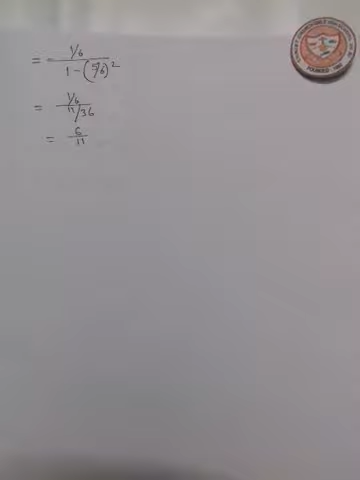 = 1/6 / 1 - (5/6)²
= 1/6 / 11/36
= 6/11